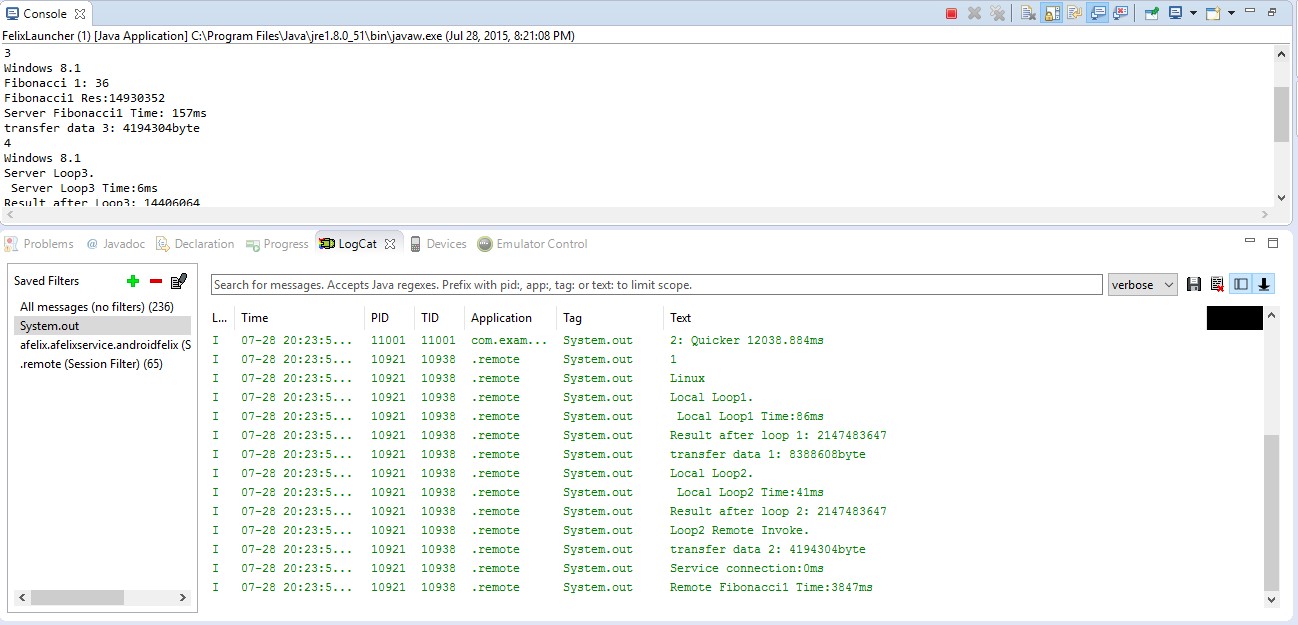 Console
FelixLauncher (1) [Java Application] C:\Program Files\Java\jre1.8.0_51\bin\javaw.exe (Jul 28, 2015, 8:21:08 PM)
3
Windows 8.1
Fibonacci 1: 36
Fibonacci1 Res:14930352
Server Fibonacci1 Time: 157ms
transfer data 3: 4194304byte
4
Windows 8.1
Server Loop3.
Server Loop3 Time:6ms
Result after Loop3: 14406064
Problems @ Javadoc Declaration Progress LogCat Devices Emulator Control
Saved Filters
All messages (no filters) (236)
System.out
afelix.afelixservice.androidfelix (S
.remote (Session Filter) (65)
Search for messages. Accepts Java regexes. Prefix with pid:, app:, tag: or text: to limit scope. verbose
L... Time PID TID Application Tag Text
I 07-28 20:23:5... 11001 11001 com.exam... System.out 2: Quicker 12038.884ms
I 07-28 20:23:5... 10921 10938 .remote System.out 1
I 07-28 20:23:5... 10921 10938 .remote System.out Linux
I 07-28 20:23:5... 10921 10938 .remote System.out Local Loop1.
I 07-28 20:23:5... 10921 10938 .remote System.out Local Loop1 Time:86ms
I 07-28 20:23:5... 10921 10938 .remote System.out Result after loop 1: 2147483647
I 07-28 20:23:5... 10921 10938 .remote System.out transfer data 1: 8388608byte
I 07-28 20:23:5... 10921 10938 .remote System.out Local Loop2.
I 07-28 20:23:5... 10921 10938 .remote System.out Local Loop2 Time:41ms
I 07-28 20:23:5... 10921 10938 .remote System.out Result after loop 2: 2147483647
I 07-28 20:23:5... 10921 10938 .remote System.out Loop2 Remote Invoke.
I 07-28 20:23:5... 10921 10938 .remote System.out transfer data 2: 4194304byte
I 07-28 20:23:5... 10921 10938 .remote System.out Service connection:0ms
I 07-28 20:23:5... 10921 10938 .remote System.out Remote Fibonacci1 Time:3847ms